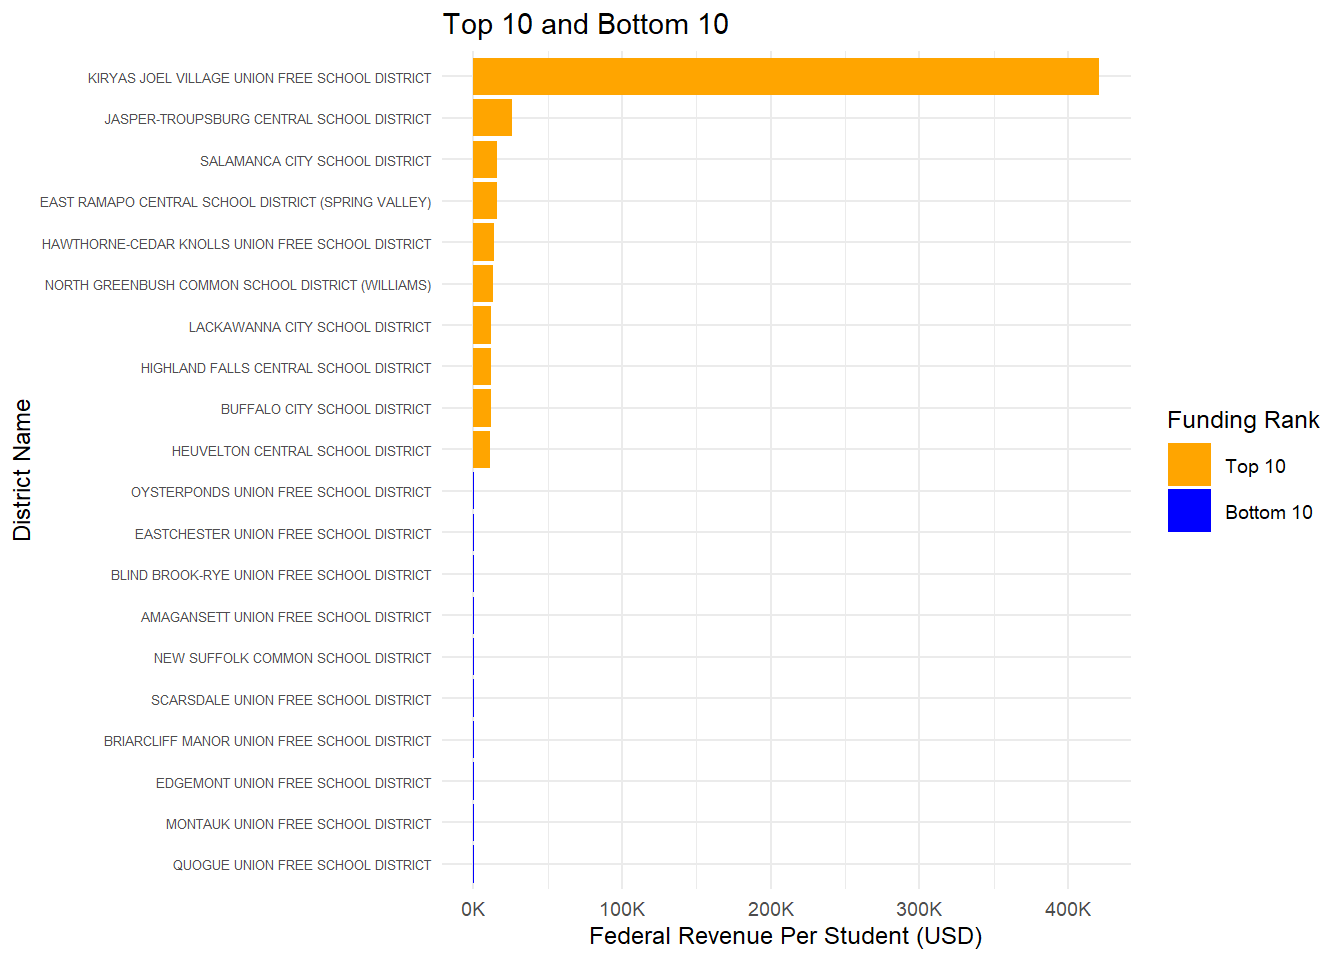 Top 10 and Bottom 10
KIRYAS JOEL VILLAGE UNION FREE SCHOOL DISTRICT
JASPER-TROUPSBURG CENTRAL SCHOOL DISTRICT
SALAMANCA CITY SCHOOL DISTRICT
EAST RAMAPO CENTRAL SCHOOL DISTRICT (SPRING VALLEY)
HAWTHORNE-CEDAR KNOLLS UNION FREE SCHOOL DISTRICT
NORTH GREENBUSH COMMON SCHOOL DISTRICT (WILLIAMS)
LACKAWANNA CITY SCHOOL DISTRICT
HIGHLAND FALLS CENTRAL SCHOOL DISTRICT
BUFFALO CITY SCHOOL DISTRICT
HEUVELTON CENTRAL SCHOOL DISTRICT
OYSTERPONDS UNION FREE SCHOOL DISTRICT
EASTCHESTER UNION FREE SCHOOL DISTRICT
BLIND BROOK-RYE UNION FREE SCHOOL DISTRICT
AMAGANSETT UNION FREE SCHOOL DISTRICT
NEW SUFFOLK COMMON SCHOOL DISTRICT
SCARSDALE UNION FREE SCHOOL DISTRICT
BRIARCLIFF MANOR UNION FREE SCHOOL DISTRICT
EDGEMONT UNION FREE SCHOOL DISTRICT
MONTAUK UNION FREE SCHOOL DISTRICT
QUOGUE UNION FREE SCHOOL DISTRICT
District Name
0K 100K 200K 300K 400K
Federal Revenue Per Student (USD)
Funding Rank
Top 10
Bottom 10